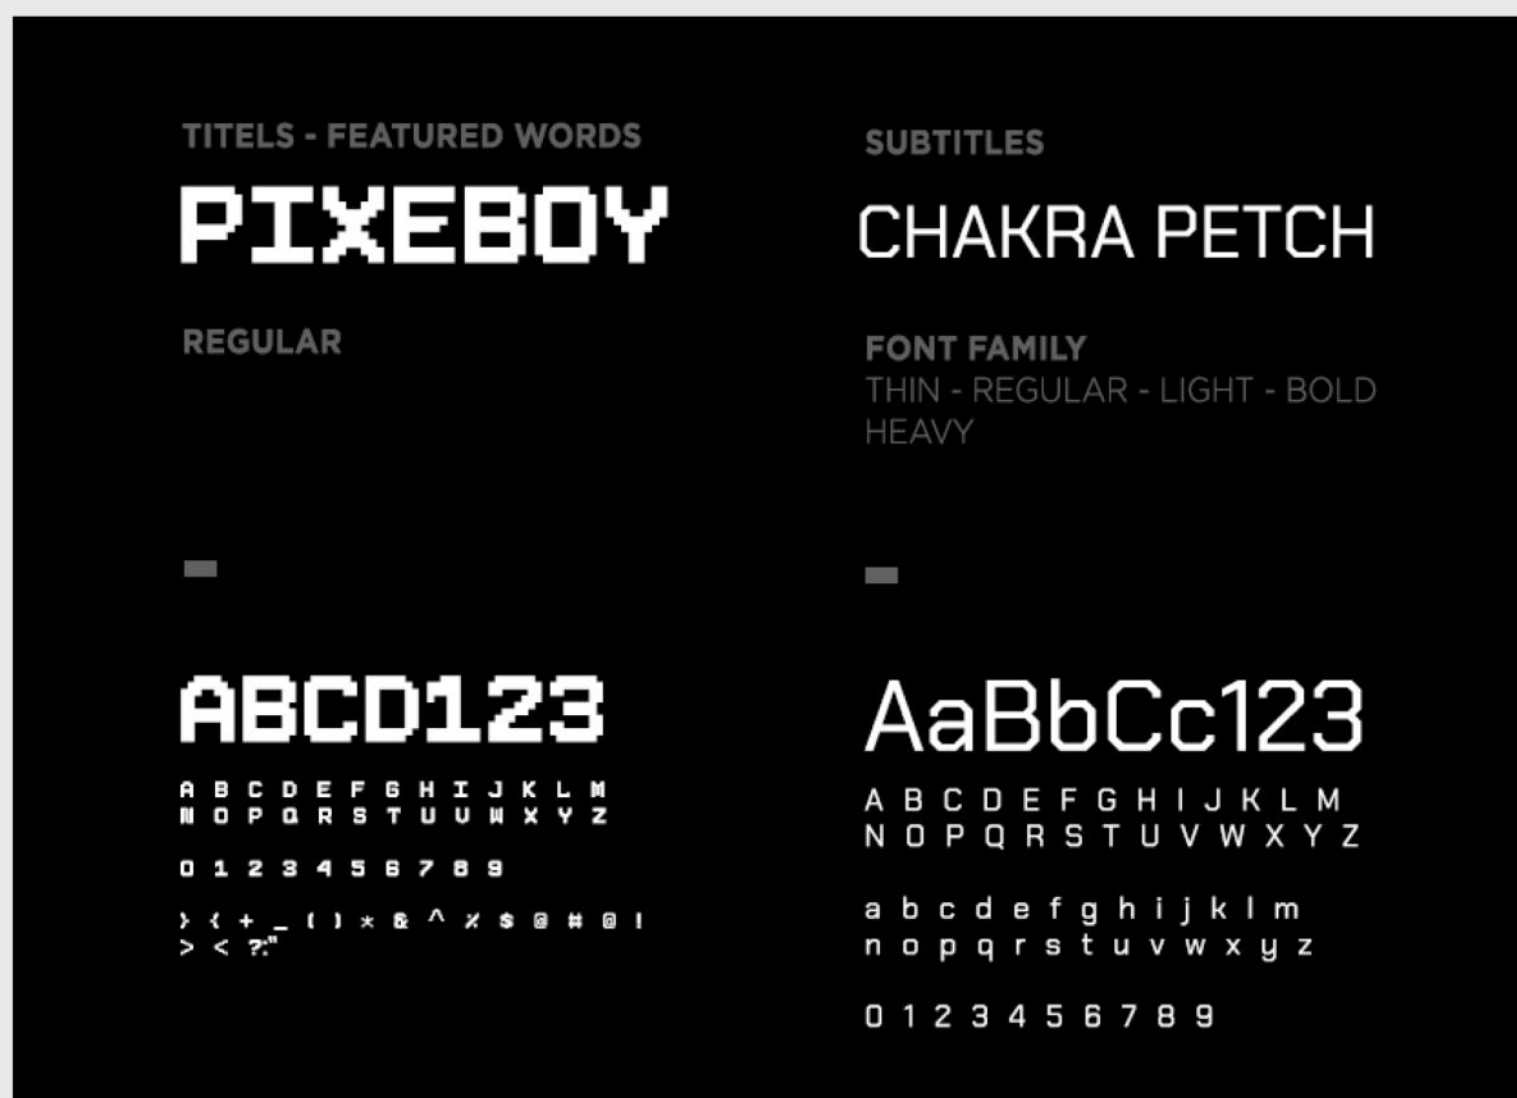 TITELS - FEATURED WORDS
PIXEBOY
REGULAR
ABCD123
A B C D E F G H I J K L M
N O P Q R S T U V W X Y Z
0 1 2 3 4 5 6 7 8 9
} { + _ ( ) * & ^ % $ @ # @ !
> < ?:"
SUBTITLES
CHAKRA PETCH
FONT FAMILY
THIN - REGULAR - LIGHT - BOLD
HEAVY
AaBbCc123
A B C D E F G H I J K L M
N O P Q R S T U V W X Y Z
a b c d e f g h i j k l m
n o p q r s t u v w x y z
0 1 2 3 4 5 6 7 8 9